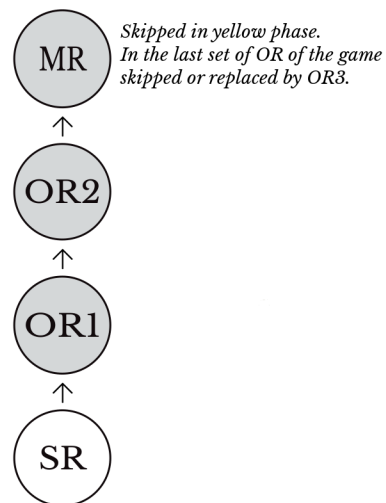 MR
Skipped in yellow phase.
In the last set of OR of the game
skipped or replaced by OR3.
OR2
OR1
SR